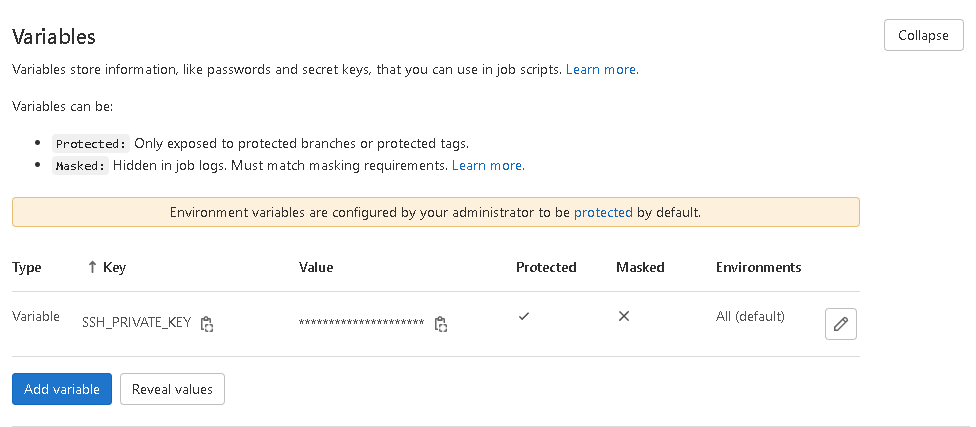 Variables
Collapse
Variables store information, like passwords and secret keys, that you can use in job scripts. Learn more.
Variables can be:
Protected: Only exposed to protected branches or protected tags.
Masked: Hidden in job logs. Must match masking requirements. Learn more.
Environment variables are configured by your administrator to be protected by default.
Type ↑ Key Value Protected Masked Environments
Variable SSH_PRIVATE_KEY ********************* ✓ ✕ All (default)
Add variable Reveal values